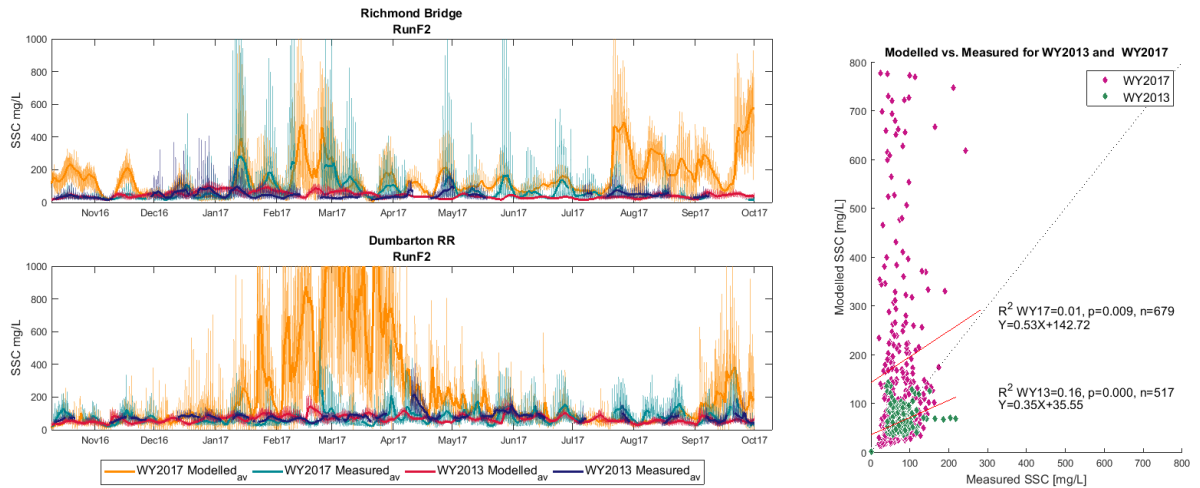 Richmond Bridge
RunF2
1000
800
600
400
200
0
SSC mg/L
Nov16 Dec16 Jan17 Feb17 Mar17 Apr17 May17 Jun17 Jul17 Aug17 Sep17 Oct17
Dumbarton RR
RunF2
1000
800
600
400
200
0
SSC mg/L
Nov16 Dec16 Jan17 Feb17 Mar17 Apr17 May17 Jun17 Jul17 Aug17 Sep17 Oct17
WY2017 Modelled av WY2017 Measured av WY2013 Modelled av WY2013 Measured av
Modelled vs. Measured for WY2013 and WY2017
800
700
600
500
400
300
200
100
0
Modelled SSC [mg/L]
WY2017
WY2013
R² WY17=0.01, p=0.009, n=679
Y=0.53X+142.72
R² WY13=0.16, p=0.000, n=517
Y=0.35X+35.55
0 100 200 300 400 500 600 700 800
Measured SSC [mg/L]